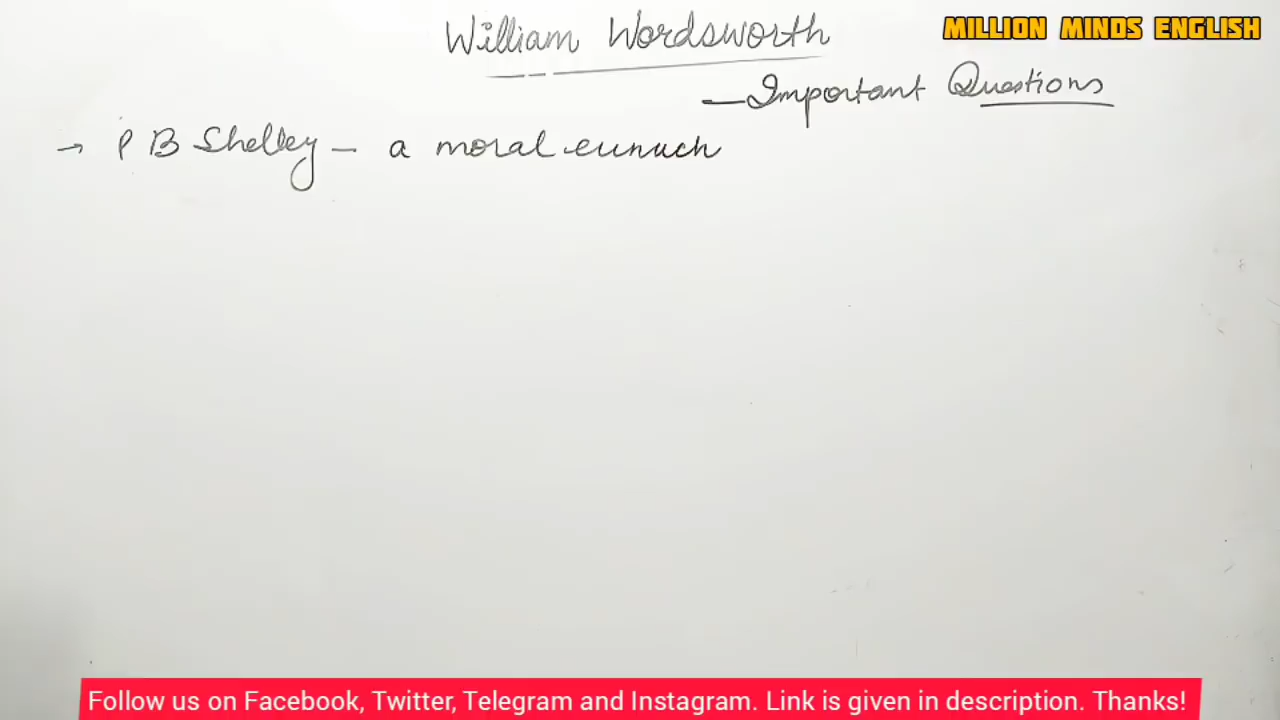 William Wordsworth
MILLION MINDS ENGLISH
— Important Questions
→ P B Shelley – a moral eunuch
Follow us on Facebook, Twitter, Telegram and Instagram. Link is given in description. Thanks!